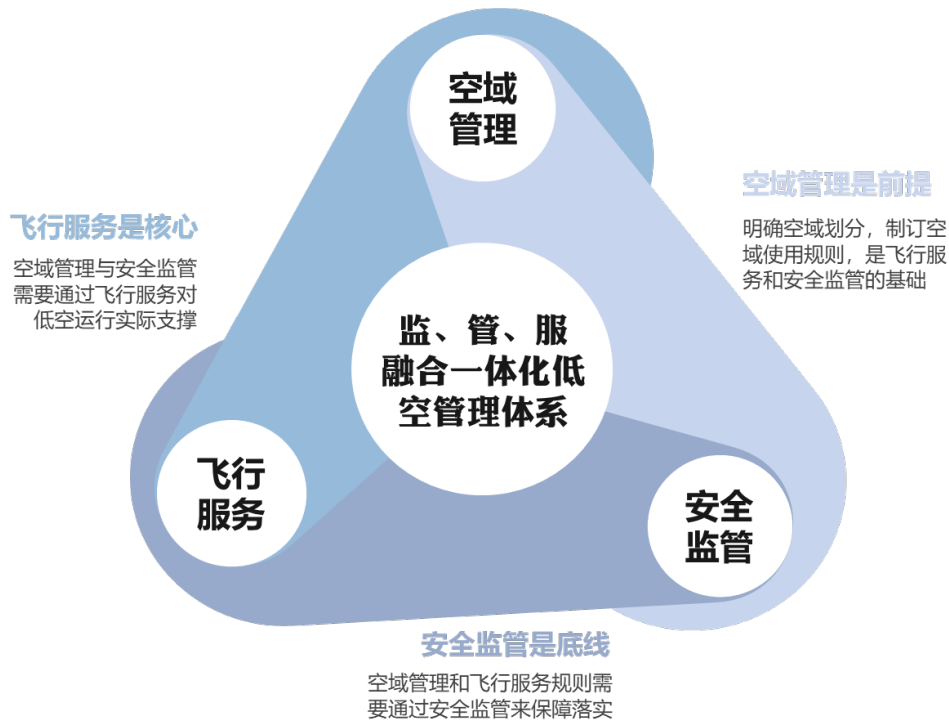 空域
管理
空域管理是前提
明确空域划分，制订空
域使用规则，是飞行服
务和安全监管的基础
飞行服务是核心
空域管理与安全监管
需要通过飞行服务对
低空运行实际支撑
监、管、服
融合一体化低
空管理体系
飞行
服务
安全
监管
安全监管是底线
空域管理和飞行服务规则需
要通过安全监管来保障落实